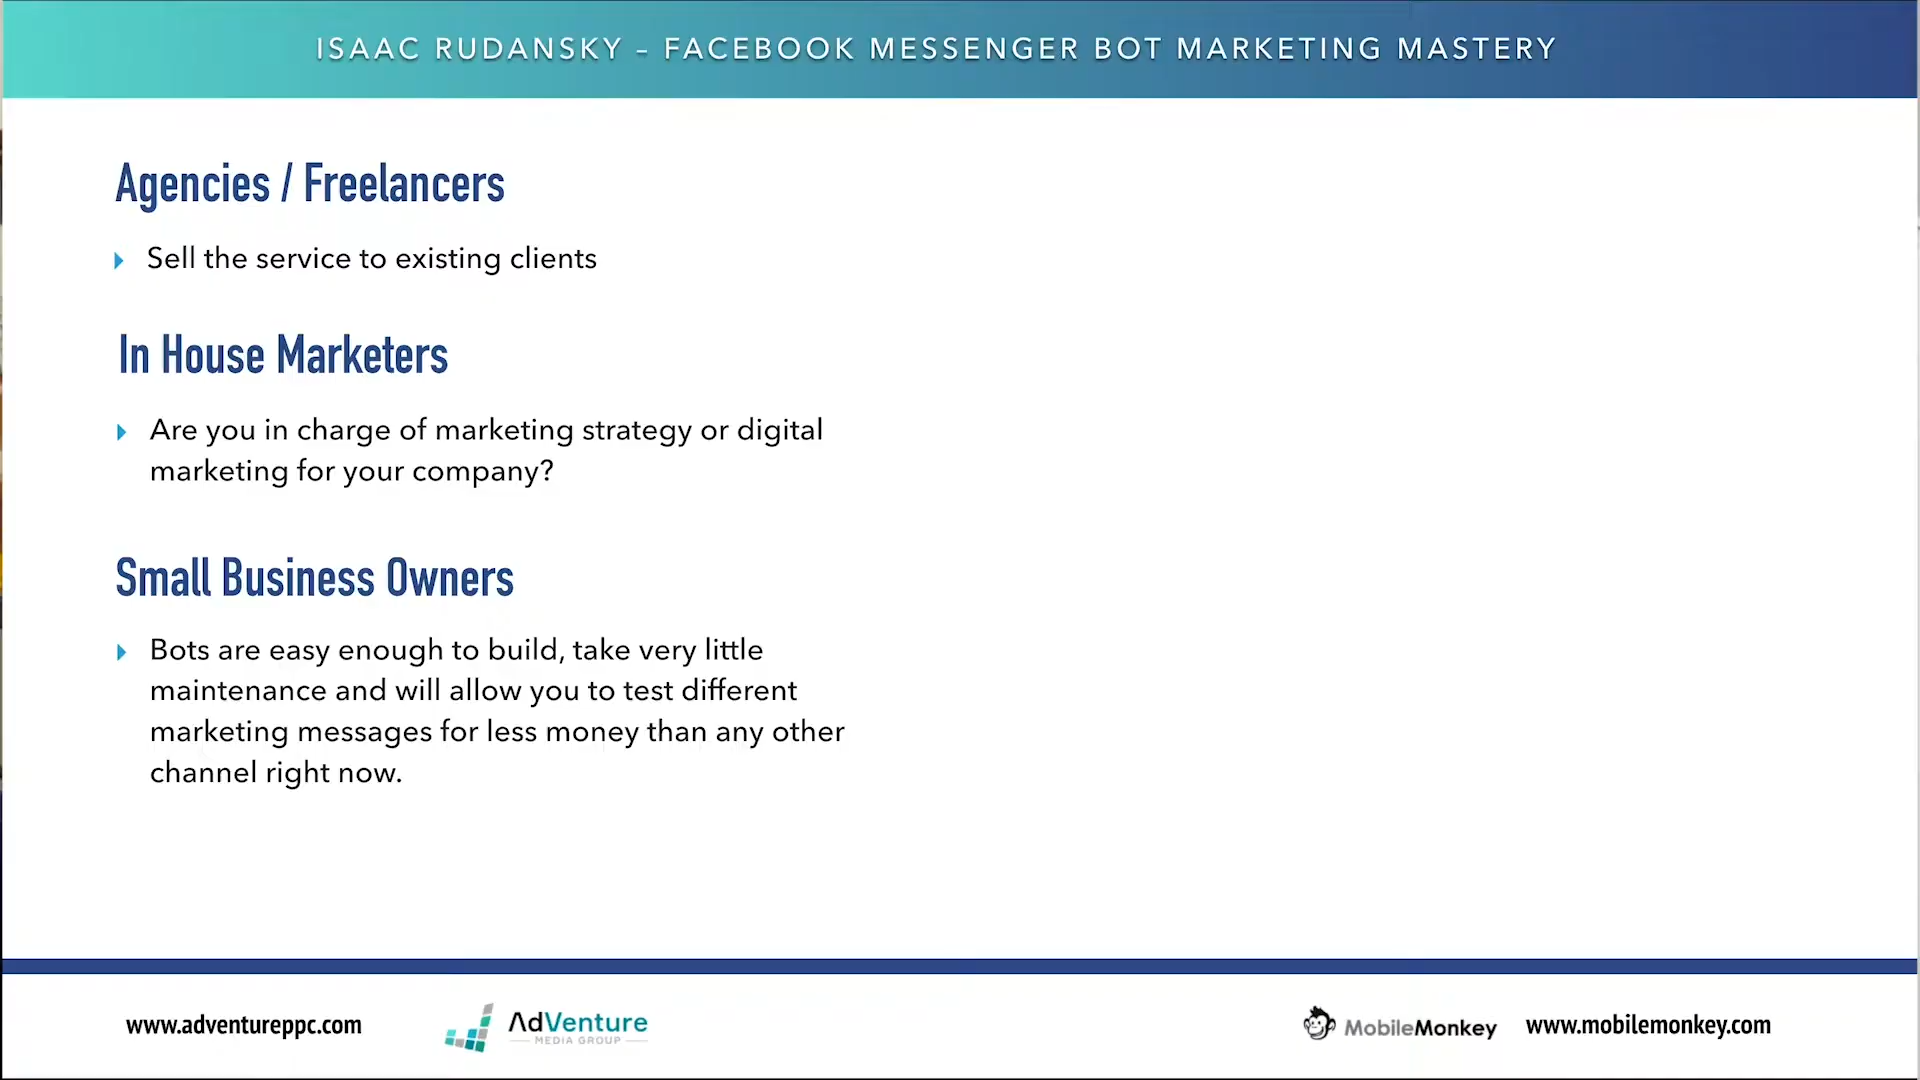 ISAAC RUDANSKY – FACEBOOK MESSENGER BOT MARKETING MASTERY
Agencies / Freelancers
Sell the service to existing clients
In House Marketers
Are you in charge of marketing strategy or digital
marketing for your company?
Small Business Owners
Bots are easy enough to build, take very little
maintenance and will allow you to test different
marketing messages for less money than any other
channel right now.
www.adventureppc.com
AdVenture
MEDIA GROUP
MobileMonkey
www.mobilemonkey.com